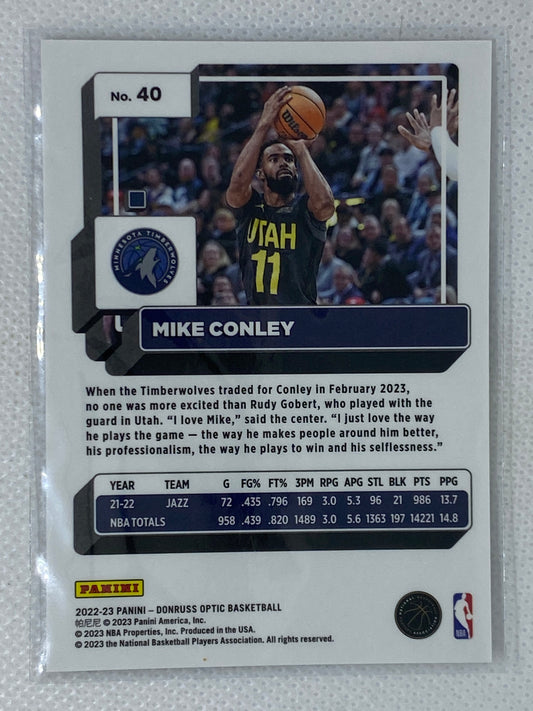 No. 40
Wilson
UTAH
11
MINNESOTA TIMBERWOLVES
MIKE CONLEY
When the Timberwolves traded for Conley in February 2023,
no one was more excited than Rudy Gobert, who played with the
guard in Utah. “I love Mike,” said the center. “I just love the way
he plays the game — the way he makes people around him better,
his professionalism, the way he plays to win and his selflessness.”
YEAR TEAM G FG% FT% 3PM RPG APG STL BLK PTS PPG
21-22 JAZZ 72 .435 .796 169 3.0 5.3 96 21 986 13.7
NBA TOTALS 958 .439 .820 1489 3.0 5.6 1363 197 14221 14.8
PANINI
2022-23 PANINI – DONRUSS OPTIC BASKETBALL
帕尼尼 © 2023 Panini America, Inc.
© 2023 NBA Properties, Inc. Produced in the USA.
© 2023 the National Basketball Players Association. All rights reserved.
NBA